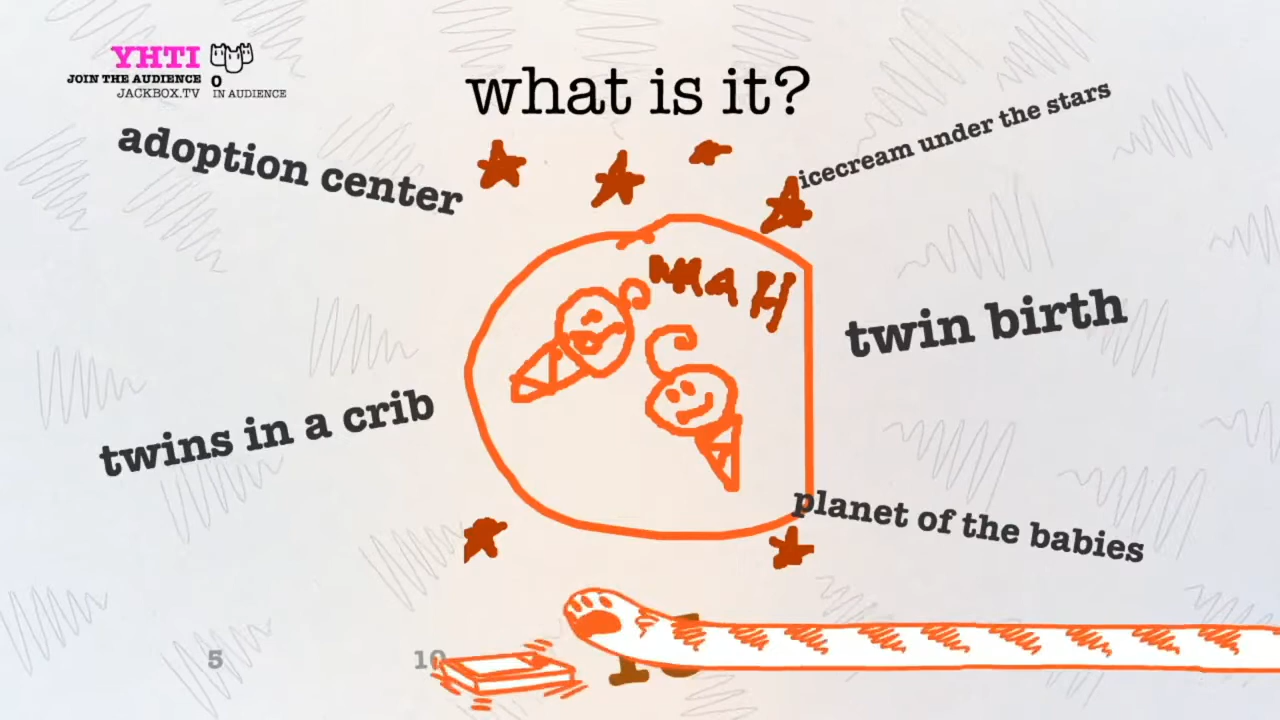 YHTI
JOIN THE AUDIENCE
JACKBOX.TV
0
IN AUDIENCE
what is it?
adoption center
icecream under the stars
twin birth
twins in a crib
planet of the babies
5
10